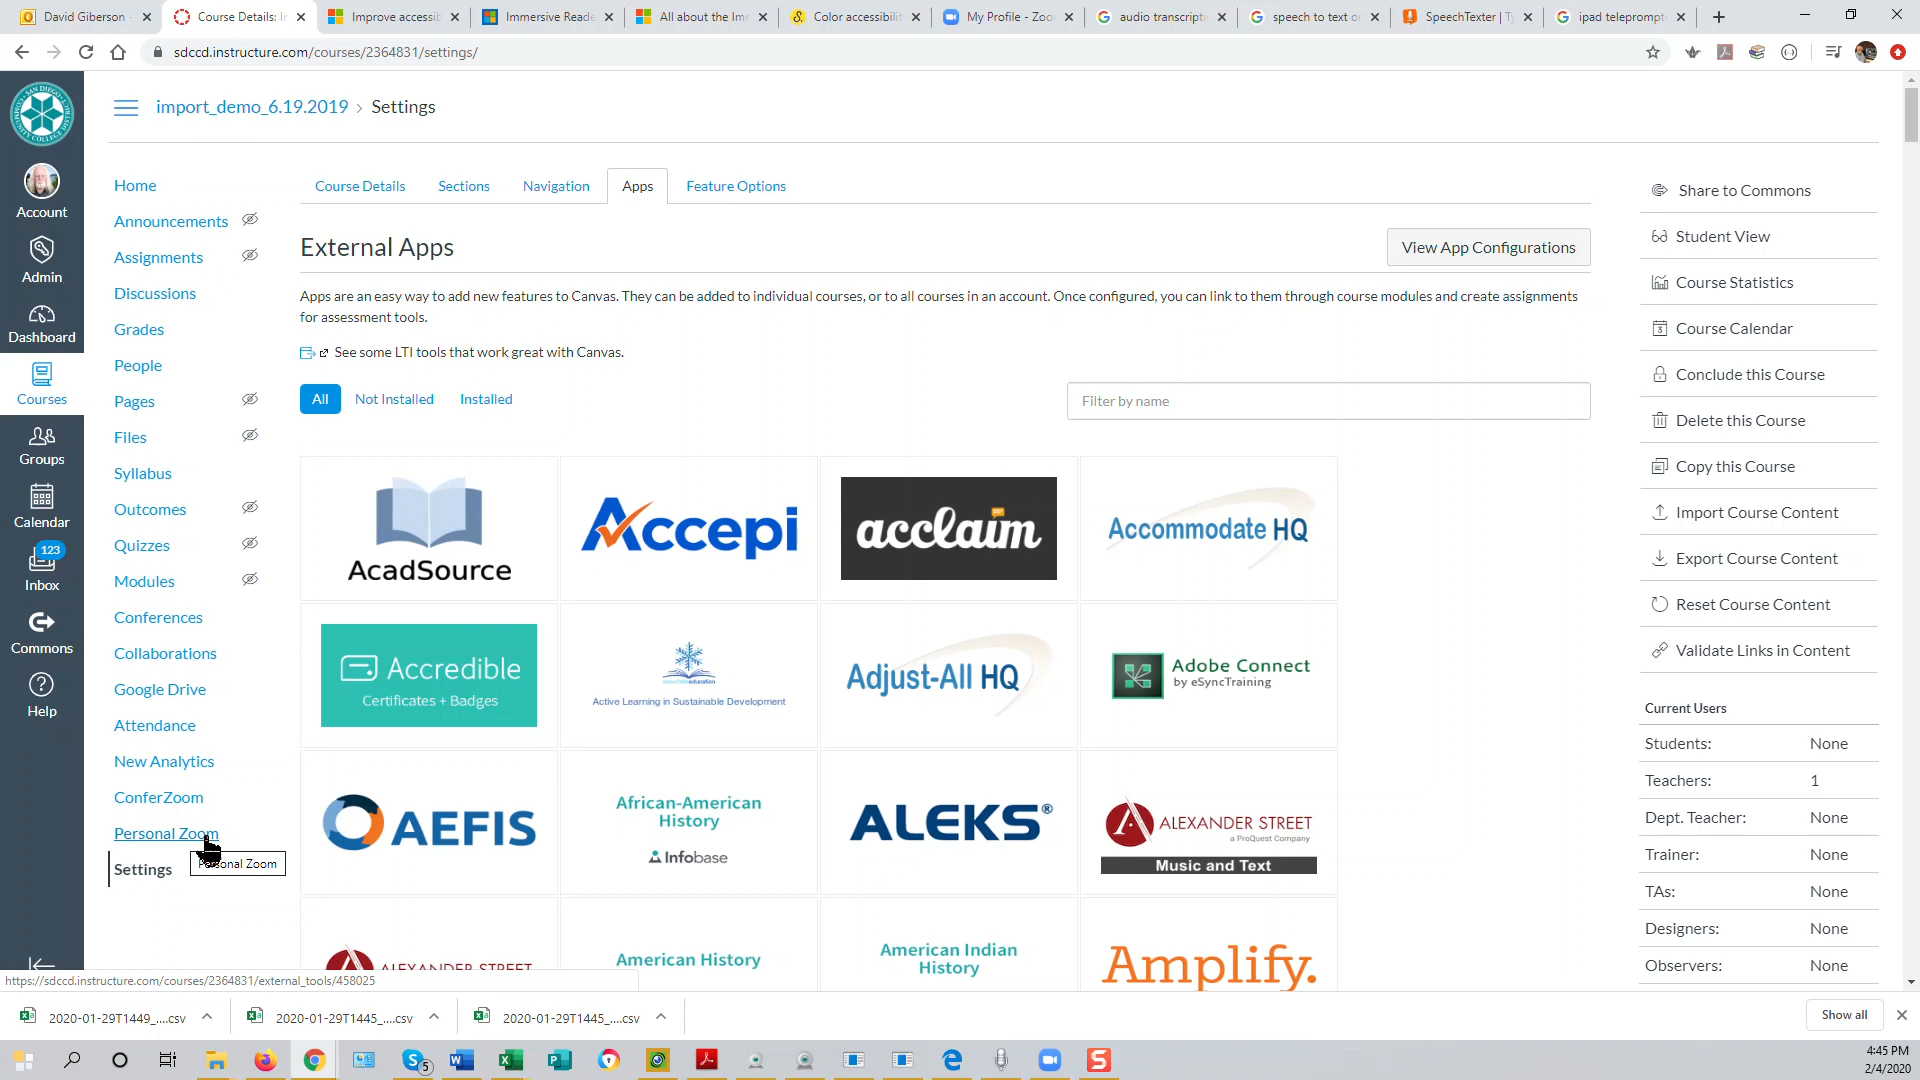 David Giberson -
Course Details: I
Improve accessib
Immersive Reade
All about the Im
Color accessibilit
My Profile - Zoo
audio transcript
speech to text o
SpeechTexter | T
ipad teleprompt
sdccd.instructure.com/courses/2364831/settings/
SAN DIEGO COMMUNITY COLLEGE DISTRICT
import_demo_6.19.2019 › Settings
Account
Admin
Dashboard
Courses
Groups
Calendar
123
Inbox
Commons
Help
Home
Announcements
Assignments
Discussions
Grades
People
Pages
Files
Syllabus
Outcomes
Quizzes
Modules
Conferences
Collaborations
Google Drive
Attendance
New Analytics
ConferZoom
Personal Zoom
Settings
Personal Zoom
Course Details Sections Navigation Apps Feature Options
External Apps
View App Configurations
Apps are an easy way to add new features to Canvas. They can be added to individual courses, or to all courses in an account. Once configured, you can link to them through course modules and create assignments
for assessment tools.
See some LTI tools that work great with Canvas.
All Not Installed Installed
Filter by name
AcadSource
Accepi
acclaim
Accommodate HQ
Accredible
Certificates + Badges
Active Learning in Sustainable Development
Adjust-All HQ
Adobe Connect
by eSyncTraining
AEFIS
African-American
History
Infobase
ALEKS®
ALEXANDER STREET
a ProQuest Company
Music and Text
ALEXANDER STREET
American History
American Indian
History
Amplify.
Share to Commons
Student View
Course Statistics
Course Calendar
Conclude this Course
Delete this Course
Copy this Course
Import Course Content
Export Course Content
Reset Course Content
Validate Links in Content
Current Users
Students: None
Teachers: 1
Dept. Teacher: None
Trainer: None
TAs: None
Designers: None
Observers: None
https://sdccd.instructure.com/courses/2364831/external_tools/458025
2020-01-29T1449_....csv
2020-01-29T1445_....csv
2020-01-29T1445_....csv
Show all
5
4:45 PM
2/4/2020